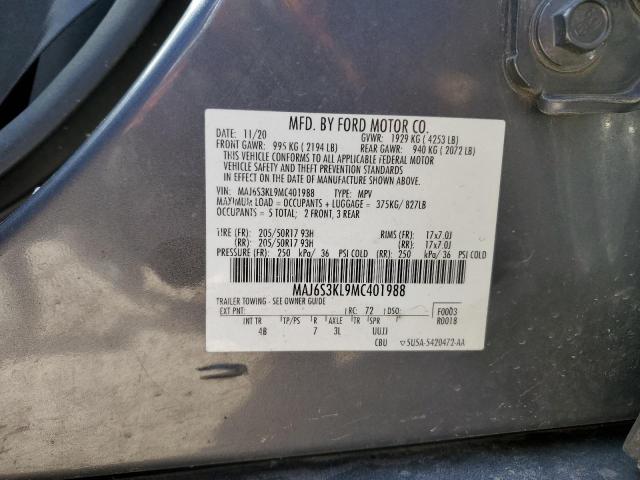 MFD. BY FORD MOTOR CO.
DATE: 11/20 GVWR: 1929 KG ( 4253 LB)
FRONT GAWR: 995 KG ( 2194 LB) REAR GAWR: 940 KG ( 2072 LB)
THIS VEHICLE CONFORMS TO ALL APPLICABLE FEDERAL MOTOR
VEHICLE SAFETY AND THEFT PREVENTION STANDARDS
IN EFFECT ON THE DATE OF MANUFACTURE SHOWN ABOVE.
VIN: MAJ6S3KL9MC401988 TYPE: MPV
MAXIMUM LOAD = OCCUPANTS + LUGGAGE = 375KG/ 827LB
OCCUPANTS = 5 TOTAL; 2 FRONT, 3 REAR
TIRE (FR): 205/50R17 93H RIMS (FR): 17x7.0J
(RR): 205/50R17 93H (RR): 17x7.0J
PRESSURE (FR): 250 kPa/ 36 PSI COLD (RR): 250 kPa/ 36 PSI COLD
MAJ6S3KL9MC401988
TRAILER TOWING - SEE OWNER GUIDE
EXT PNT: RC: 72 DSO: F0003
R0018
INT TR TP/PS R AXLE TR SPR
4B 7 3L UUJJ
CBU 5U5A-5420472-AA